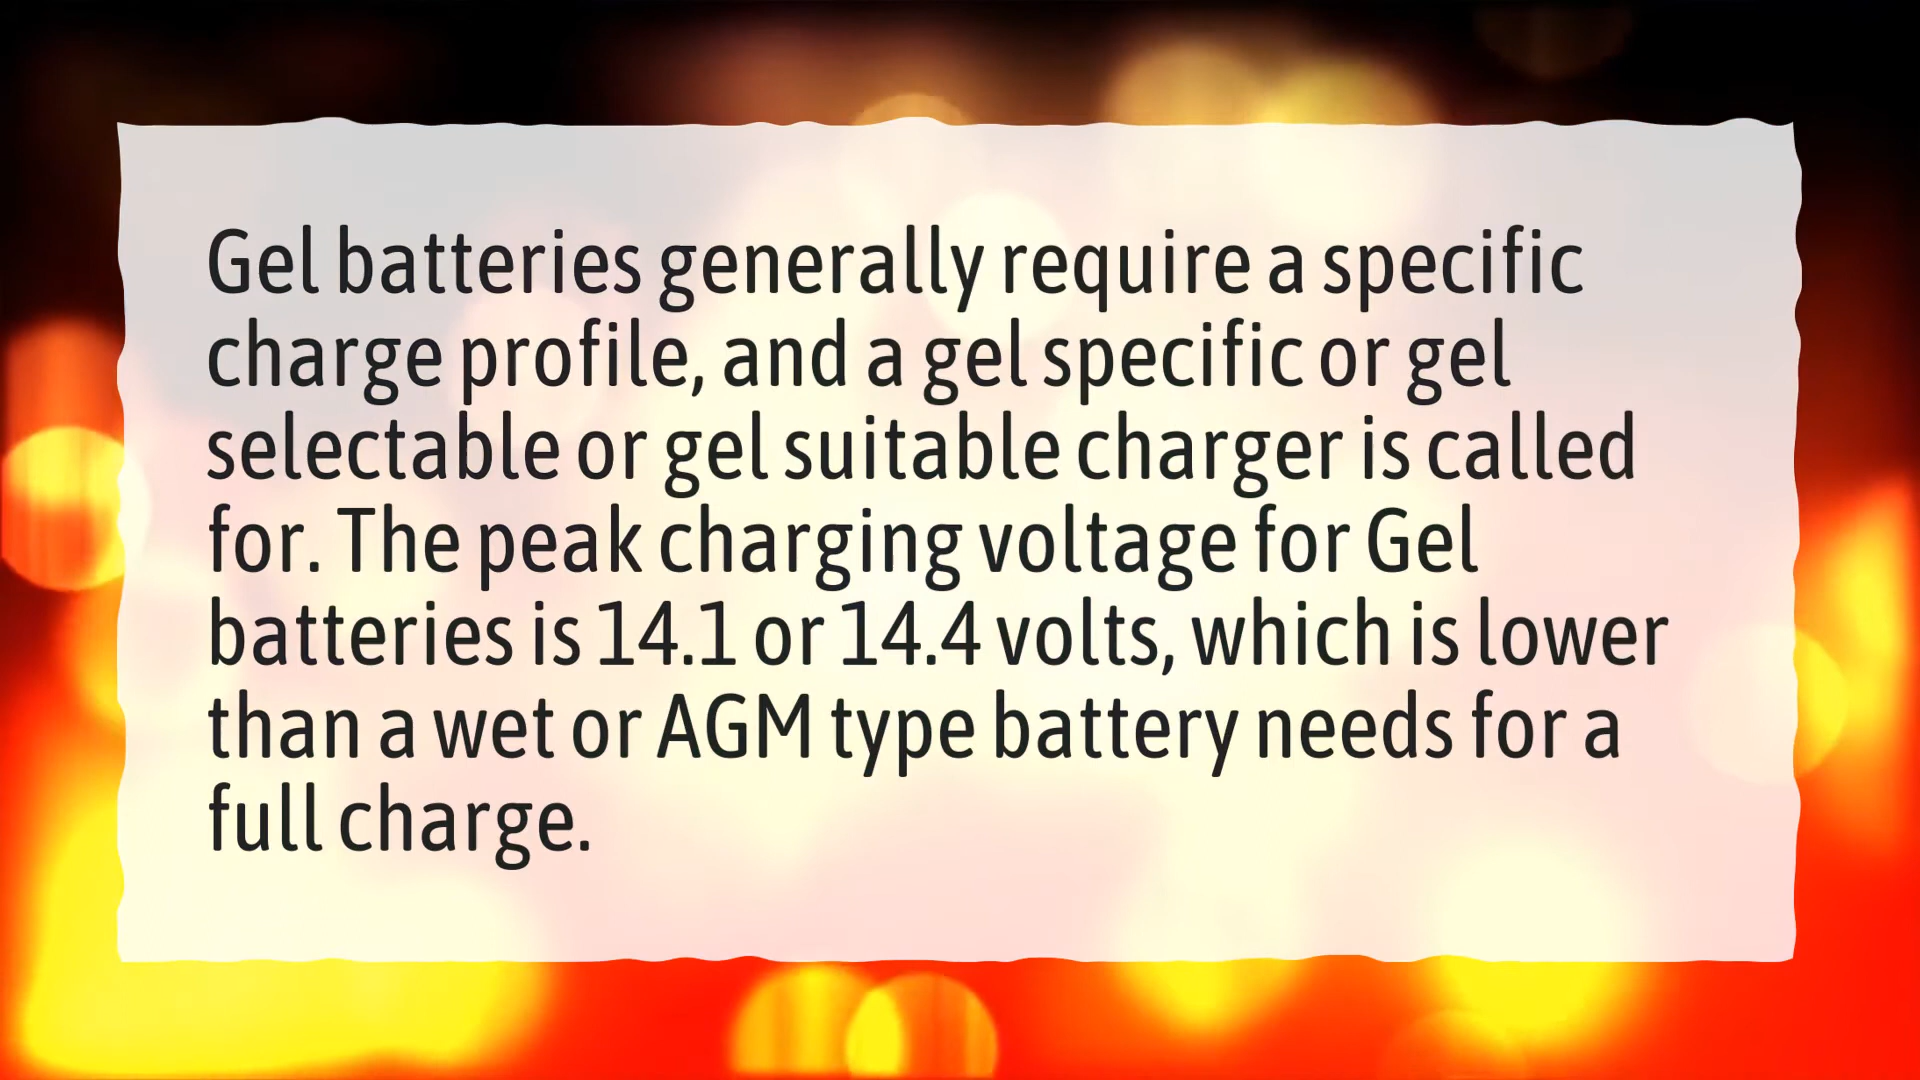 Gel batteries generally require a specific
charge profile, and a gel specific or gel
selectable or gel suitable charger is called
for. The peak charging voltage for Gel
batteries is 14.1 or 14.4 volts, which is lower
than a wet or AGM type battery needs for a
full charge.